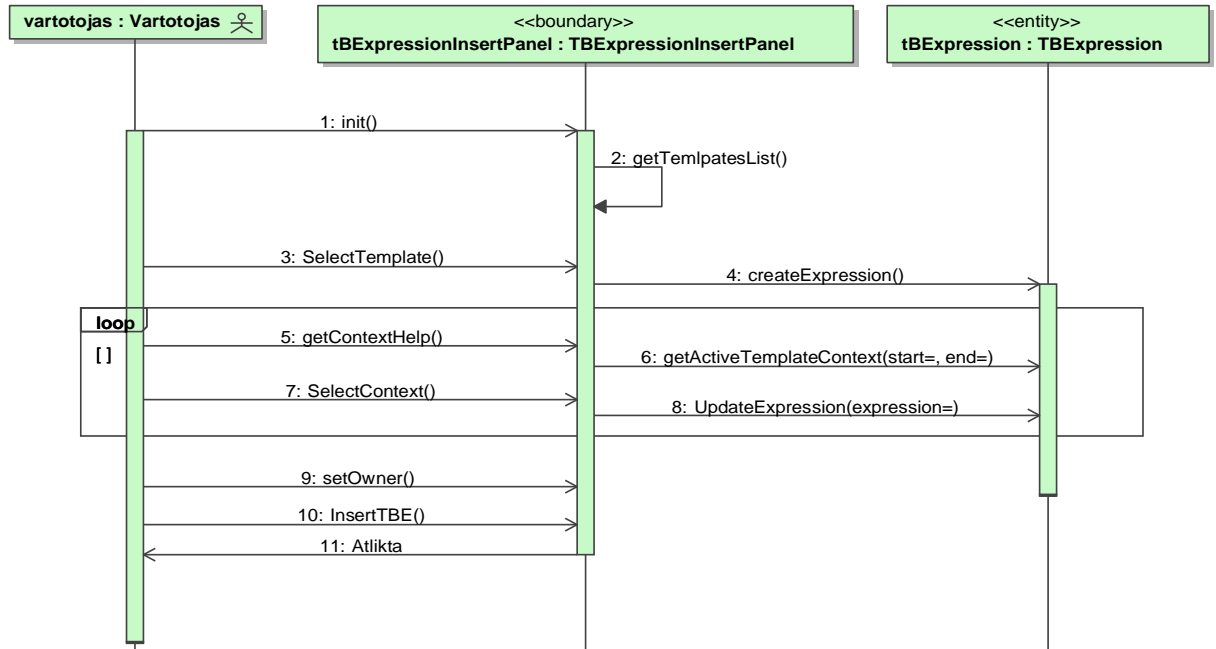 vartotojas : Vartotojas
<<boundary>>
tBExpressionInsertPanel : TBExpressionInsertPanel
<<entity>>
tBExpression : TBExpression
1: init()
2: getTemlpatesList()
3: SelectTemplate()
4: createExpression()
loop
[ ]
5: getContextHelp()
6: getActiveTemplateContext(start=, end=)
7: SelectContext()
8: UpdateExpression(expression=)
9: setOwner()
10: InsertTBE()
11: Atlikta